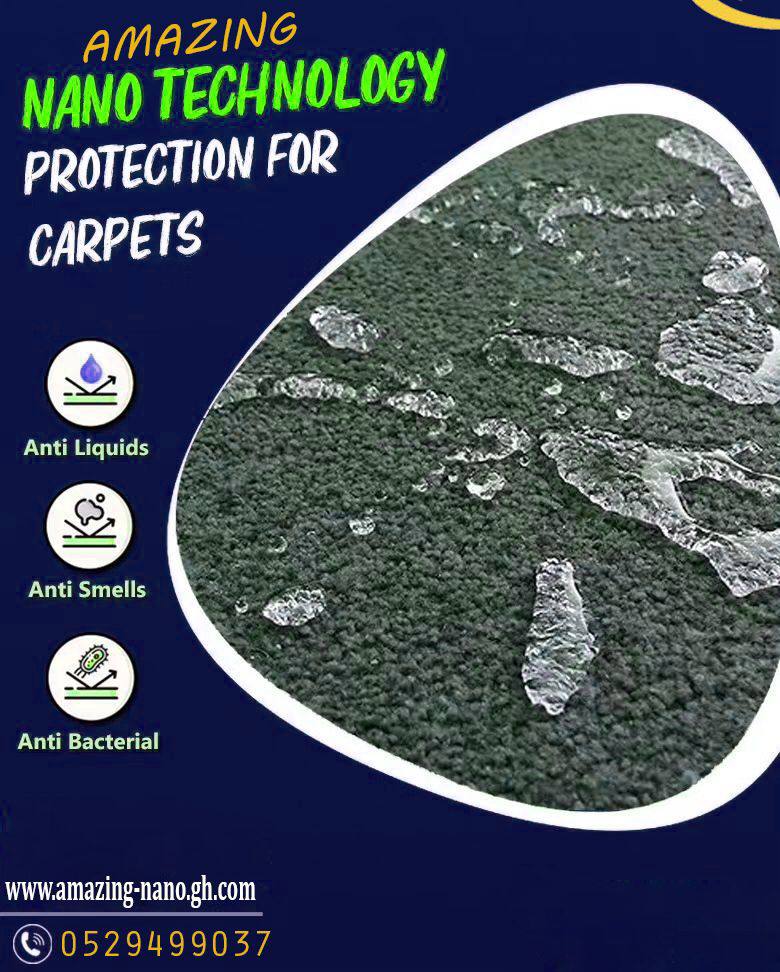 AMAZING
NANO TECHNOLOGY
PROTECTION FOR
CARPETS
Anti Liquids
Anti Smells
Anti Bacterial
www.amazing-nano.gh.com
0529499037